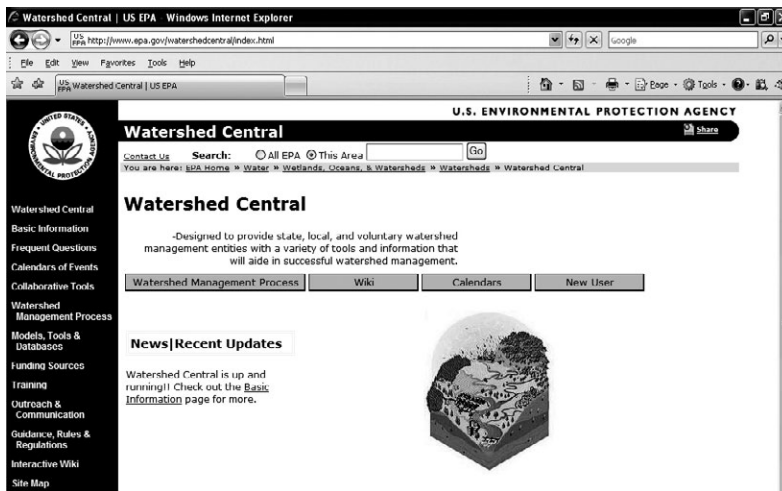 Watershed Central | US EPA - Windows Internet Explorer
US EPA http://www.epa.gov/watershedcentral/index.html
Google
File Edit View Favorites Tools Help
US EPA Watershed Central | US EPA
Page Tools
U.S. ENVIRONMENTAL PROTECTION AGENCY
Watershed Central
Share
Contact Us Search: All EPA This Area Go
You are here: EPA Home » Water » Wetlands, Oceans, & Watersheds » Watersheds » Watershed Central
UNITED STATES
Watershed Central
Basic Information
Frequent Questions
Calendars of Events
Collaborative Tools
Watershed
Management Process
Models, Tools &
Databases
Funding Sources
Training
Outreach &
Communication
Guidance, Rules &
Regulations
Interactive Wiki
Site Map
Watershed Central
-Designed to provide state, local, and voluntary watershed
management entities with a variety of tools and information that
will aide in successful watershed management.
Watershed Management Process Wiki Calendars New User
News|Recent Updates
Watershed Central is up and
running!! Check out the Basic
Information page for more.